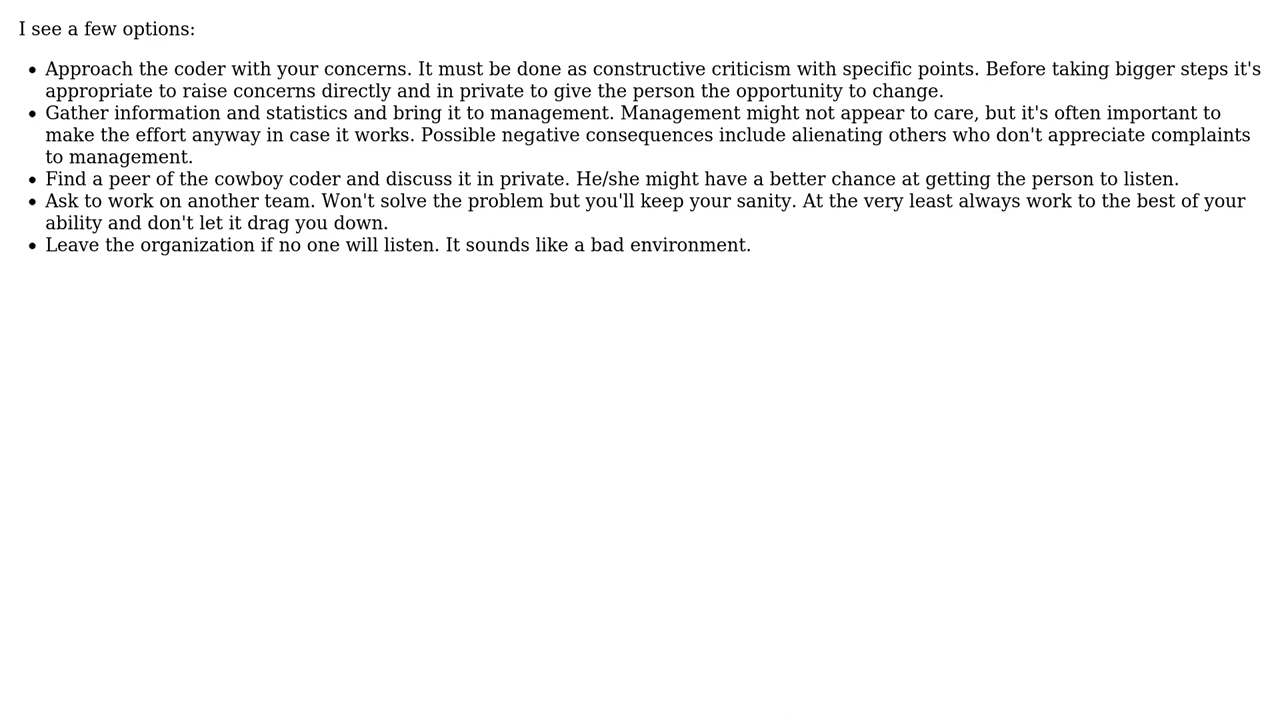 I see a few options:
• Approach the coder with your concerns. It must be done as constructive criticism with specific points. Before taking bigger steps it's
appropriate to raise concerns directly and in private to give the person the opportunity to change.
• Gather information and statistics and bring it to management. Management might not appear to care, but it's often important to
make the effort anyway in case it works. Possible negative consequences include alienating others who don't appreciate complaints
to management.
• Find a peer of the cowboy coder and discuss it in private. He/she might have a better chance at getting the person to listen.
• Ask to work on another team. Won't solve the problem but you'll keep your sanity. At the very least always work to the best of your
ability and don't let it drag you down.
• Leave the organization if no one will listen. It sounds like a bad environment.